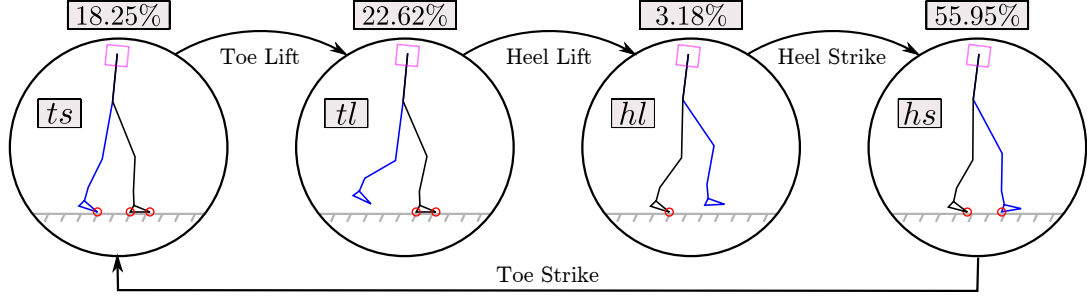 18.25%
22.62%
3.18%
55.95%
Toe Lift
Heel Lift
Heel Strike
ts
tl
hl
hs
Toe Strike